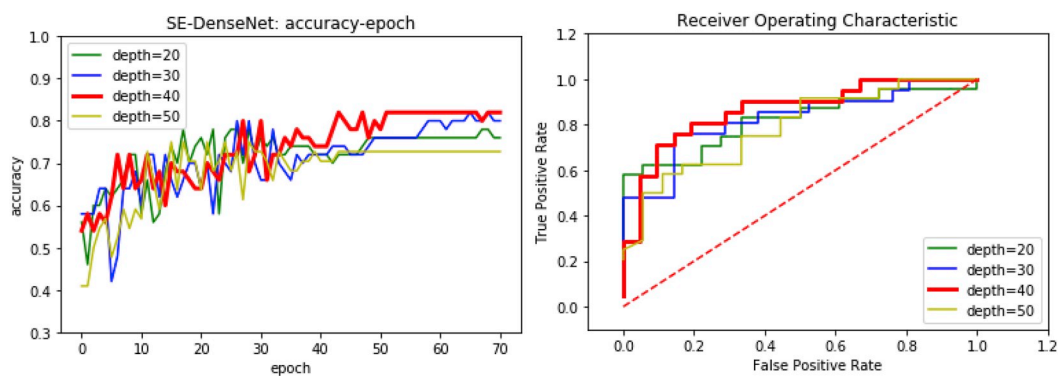 SE-DenseNet: accuracy-epoch
1.0
0.9
0.8
0.7
0.6
0.5
0.4
0.3
accuracy
depth=20
depth=30
depth=40
depth=50
0 10 20 30 40 50 60 70
epoch
Receiver Operating Characteristic
1.0
0.8
0.6
0.4
0.2
0.0
True Positive Rate
depth=20
depth=30
depth=40
depth=50
0.0 0.2 0.4 0.6 0.8 1.0 1.2
False Positive Rate